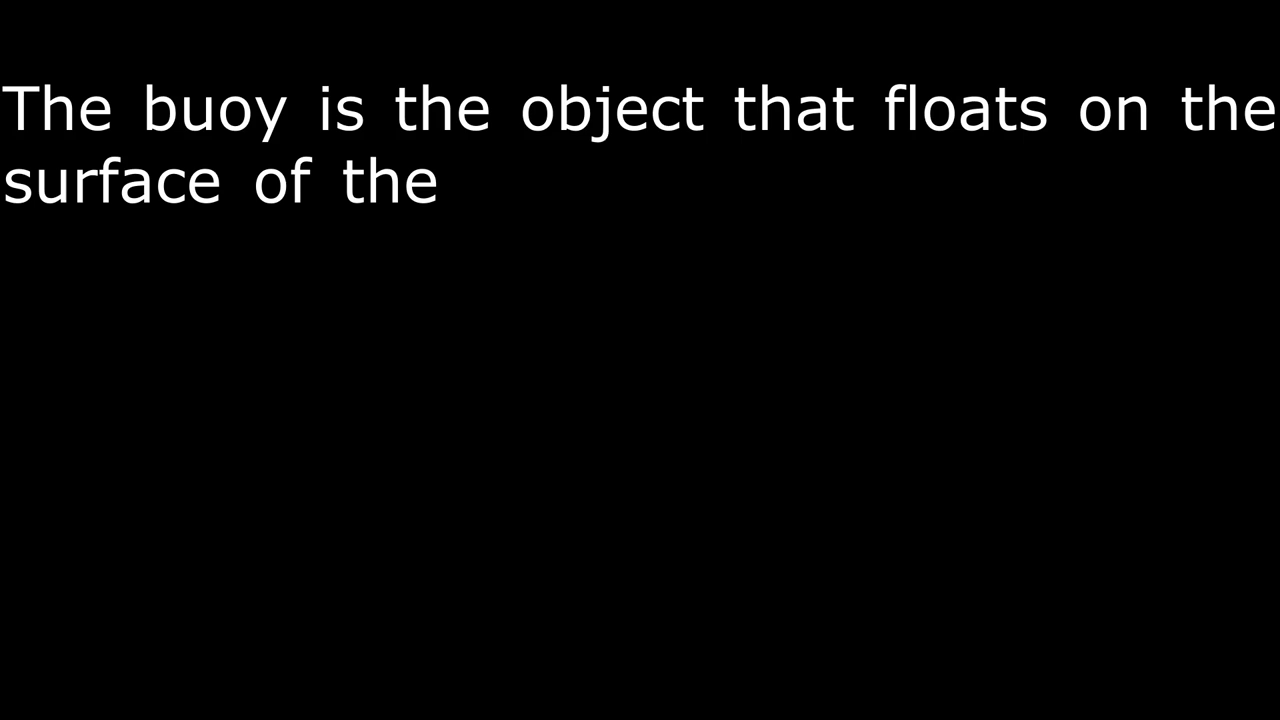 The buoy is the object that floats on the
surface of the